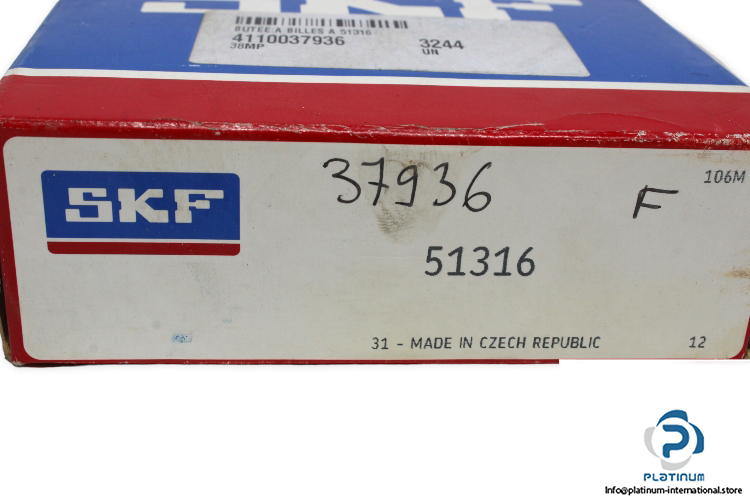 SKF
BUTEE A BILLES A 51316
4110037936 3244
38MP UN
106M
SKF
37936
F
51316
31 - MADE IN CZECH REPUBLIC 12
PLATINUM
Info@platinum-international.store